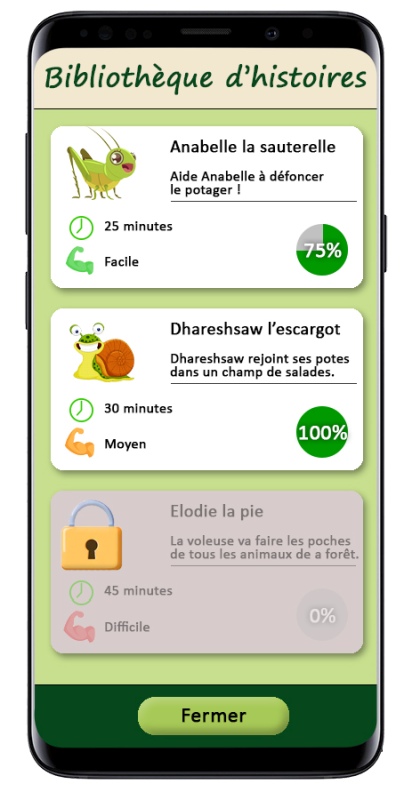 Bibliothèque d'histoires
Anabelle la sauterelle
Aide Anabelle à défoncer
le potager !
25 minutes
Facile
75%
Dhareshsaw l'escargot
Dhareshsaw rejoint ses potes
dans un champ de salades.
30 minutes
Moyen
100%
Elodie la pie
La voleuse va faire les poches
de tous les animaux de a forêt.
45 minutes
Difficile
0%
Fermer